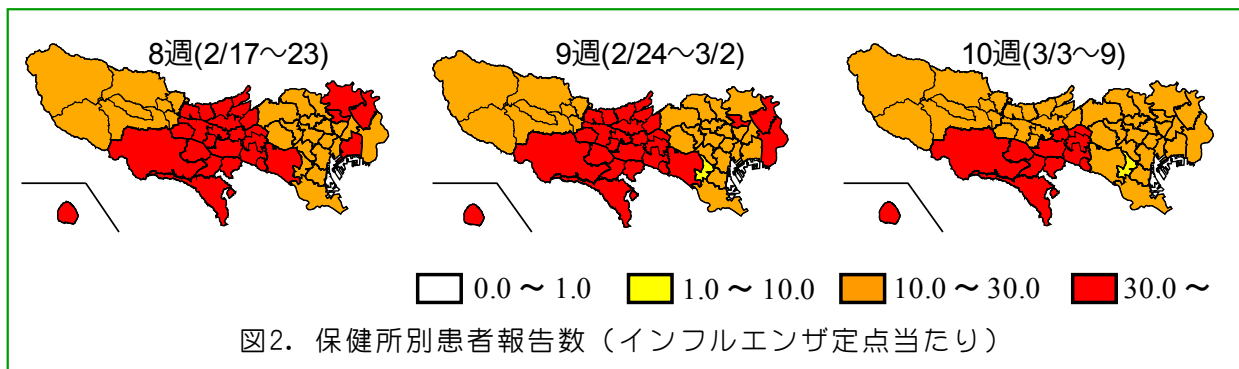 8週(2/17～23)
9週(2/24～3/2)
10週(3/3～9)
0.0 ～ 1.0
1.0 ～ 10.0
10.0 ～ 30.0
30.0 ～
図2. 保健所別患者報告数（インフルエンザ定点当たり）